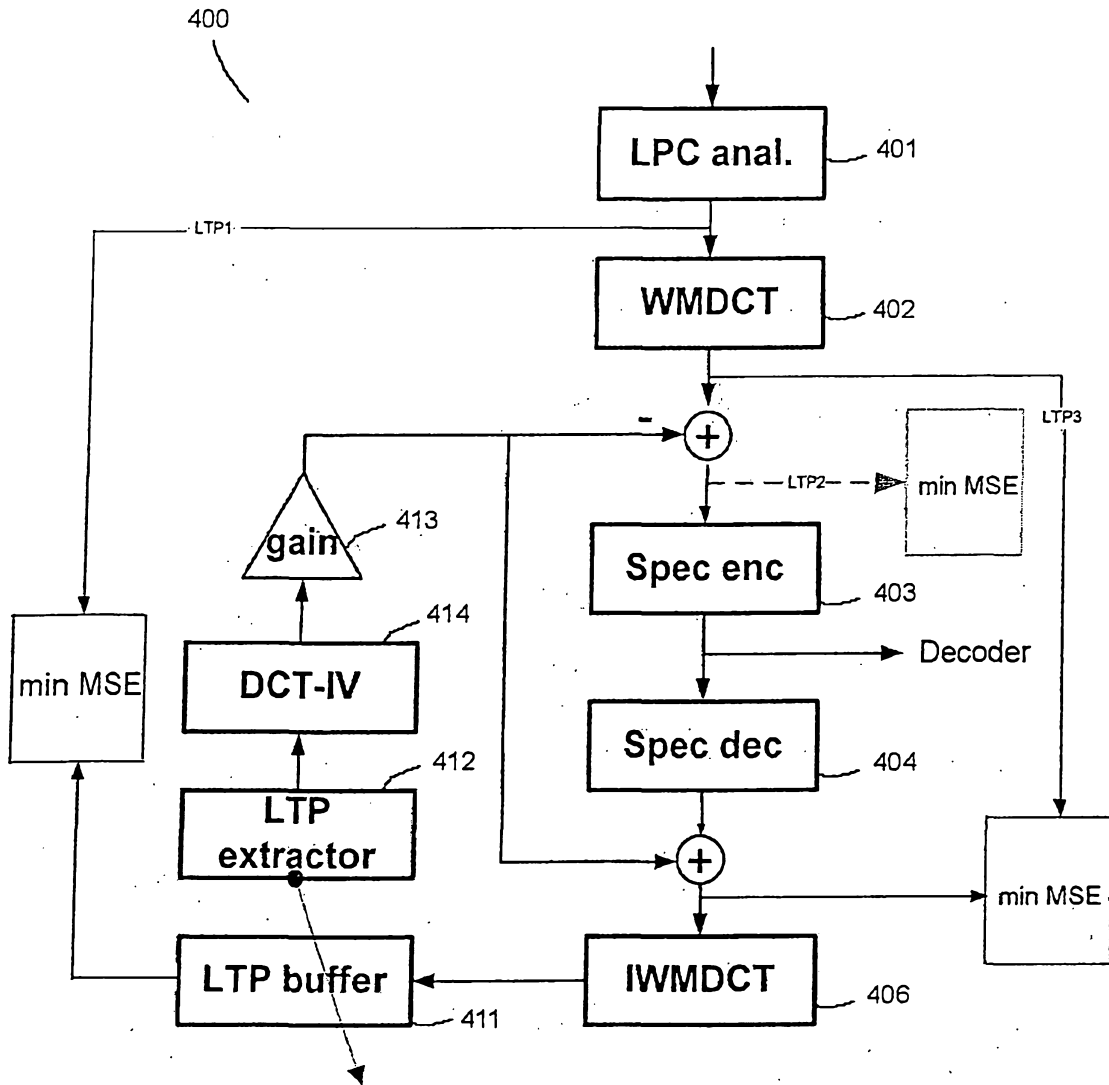 400
LPC anal.
401
LTP1
WMDCT
402
-
+
LTP3
LTP2
min MSE
gain
413
Spec enc
403
414
Decoder
min MSE
DCT-IV
Spec dec
404
412
LTP
extractor
+
min MSE
LTP buffer
411
IWMDCT
406